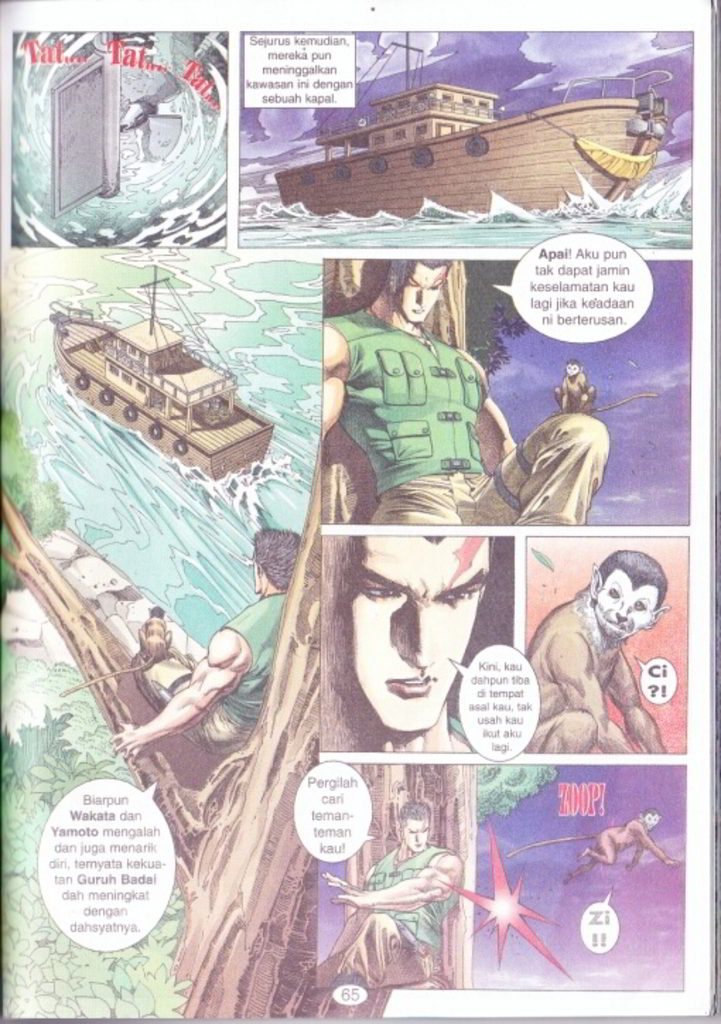 Tat.... Tat.... Tat....
Sejurus kemudian,
mereka pun
meninggalkan
kawasan ini dengan
sebuah kapal.
Apai! Aku pun
tak dapat jamin
keselamatan kau
lagi jika keadaan
ni berterusan.
Kini, kau
dahpun tiba
di tempat
asal kau, tak
usah kau
ikut aku
lagi.
Ci
?!
Biarpun
Wakata dan
Yamoto mengalah
dan juga menarik
diri, ternyata kekua-
tan Guruh Badai
dah meningkat
dengan
dahsyatnya.
Pergilah
cari
teman-
teman
kau!
ZOOP!
Zi
!!
65